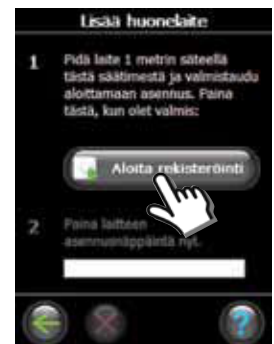 Lisää huonelaite
1 Pidä laite 1 metrin säteellä
tästä säätimestä ja valmistaudu
aloittamaan asennus. Paina
tästä, kun olet valmis:
Aloita rekisteröinti
2 Paina laitteen
asennusnäppäintä nyt.